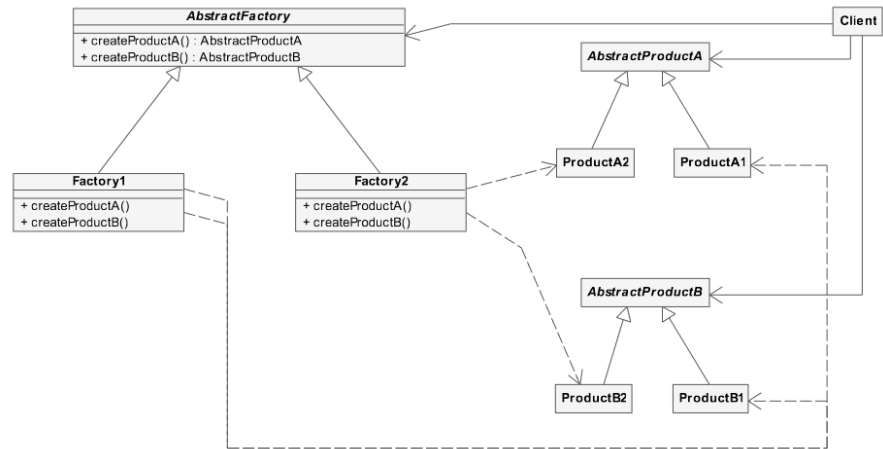 AbstractFactory
+ createProductA() : AbstractProductA
+ createProductB() : AbstractProductB
Client
AbstractProductA
ProductA2
ProductA1
Factory1
+ createProductA()
+ createProductB()
Factory2
+ createProductA()
+ createProductB()
AbstractProductB
ProductB2
ProductB1